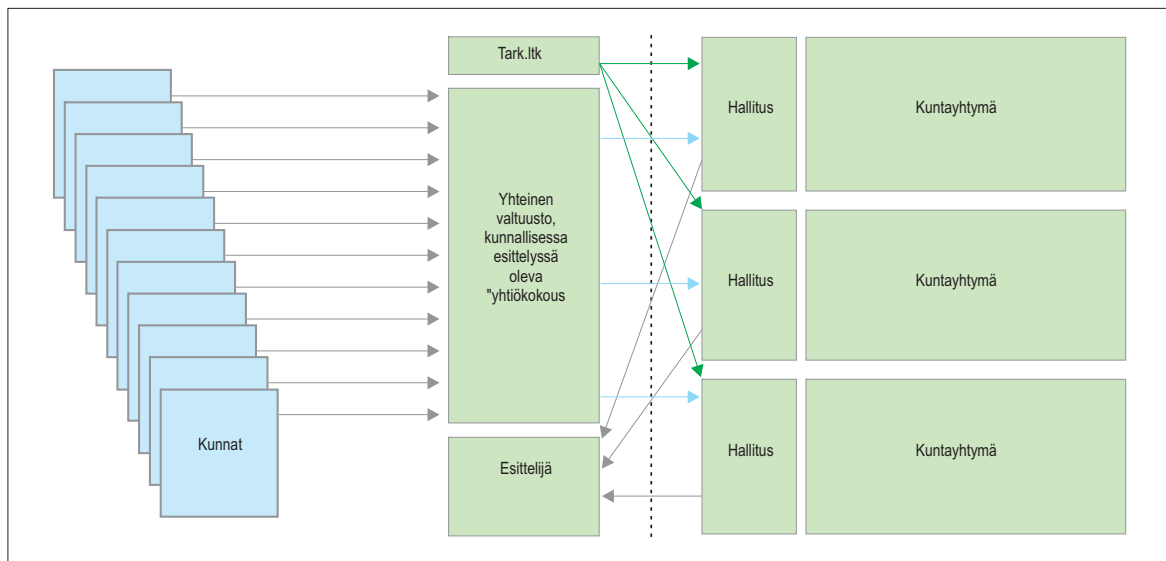 Tark.ltk
Hallitus
Kuntayhtymä
Yhteinen
valtuusto,
kunnallisessa
esittelyssä
oleva
"yhtiökokous
Hallitus
Kuntayhtymä
Kunnat
Esittelijä
Hallitus
Kuntayhtymä